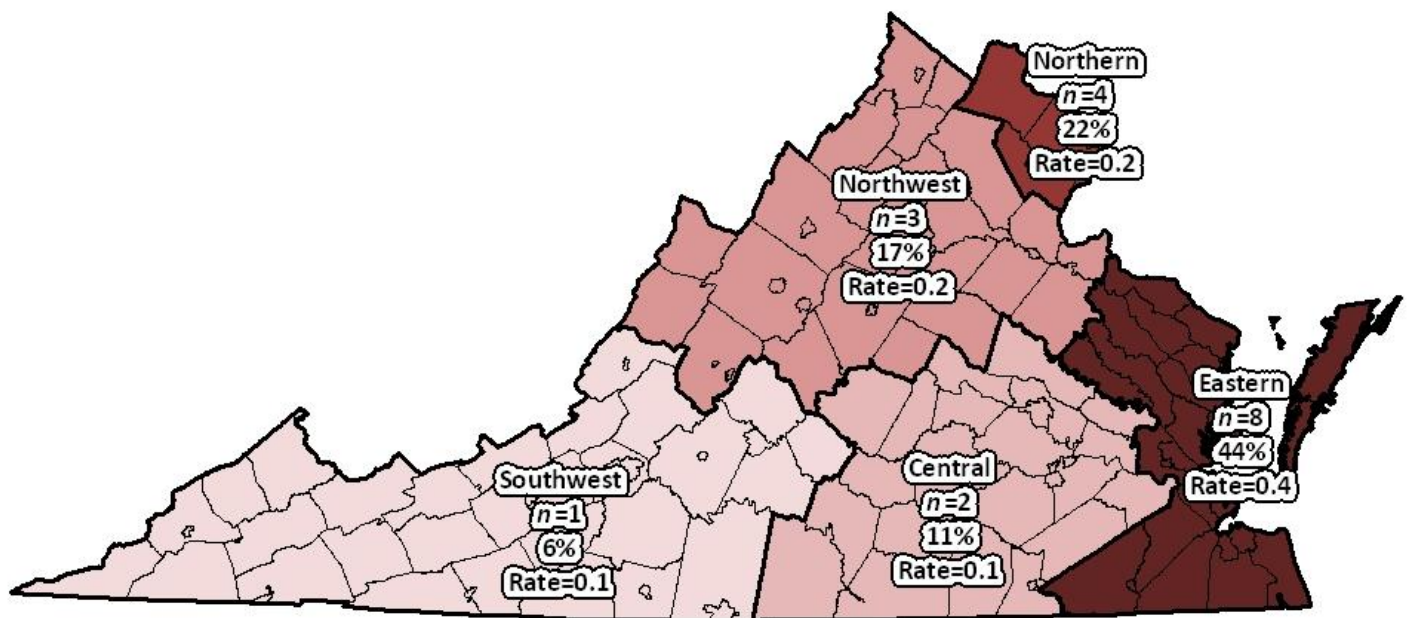 Northern
n=4
22%
Rate=0.2
Northwest
n=3
17%
Rate=0.2
Eastern
n=8
44%
Rate=0.4
Central
n=2
11%
Rate=0.1
Southwest
n=1
6%
Rate=0.1